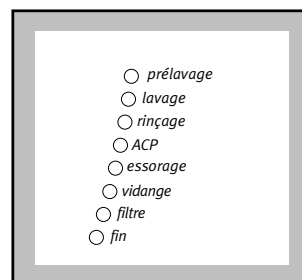 prélavage
lavage
rinçage
ACP
essorage
vidange
filtre
fin